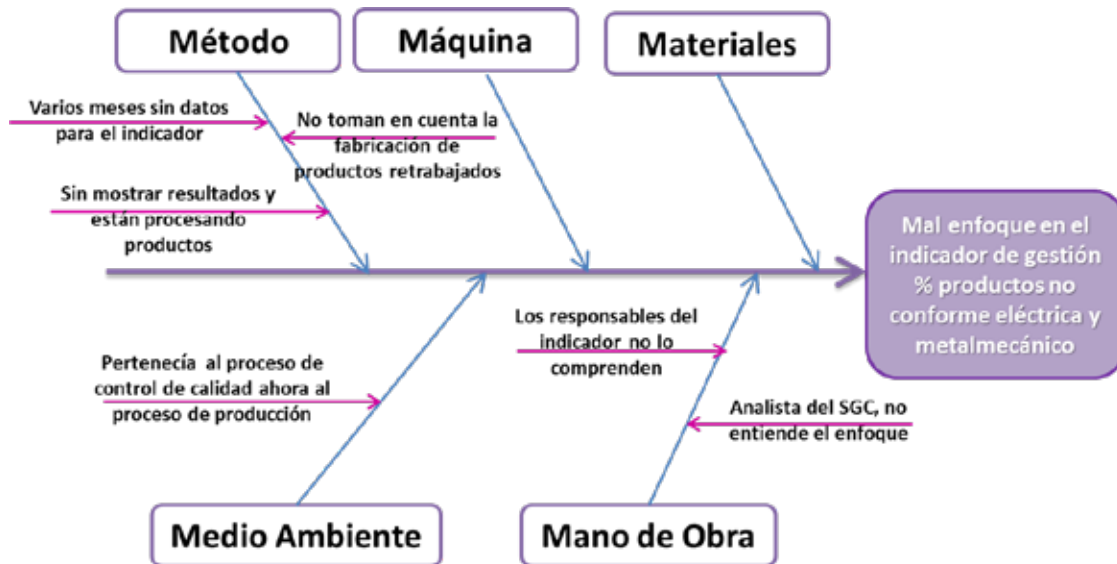 Método
Máquina
Materiales
Varios meses sin datos
para el indicador
No toman en cuenta la
fabricación de
productos retrabajados
Sin mostrar resultados y
están procesando
productos
Mal enfoque en el
indicador de gestión
% productos no
conforme eléctrica y
metalmecánico
Los responsables del
indicador no lo
comprenden
Pertenecía al proceso de
control de calidad ahora al
proceso de producción
Analista del SGC, no
entiende el enfoque
Medio Ambiente
Mano de Obra